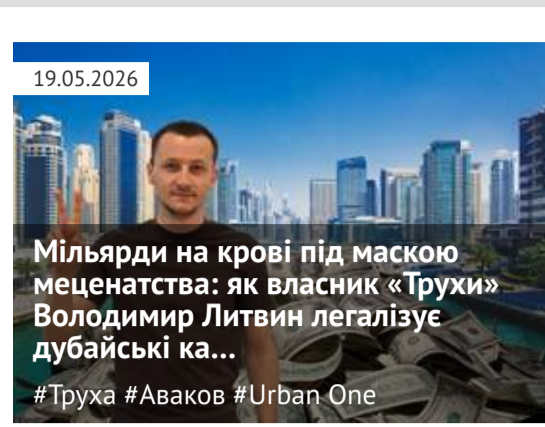 19.05.2026
Мільярди на крові під маскою
меценатства: як власник «Трухи»
Володимир Литвин легалізує
дубайські ка...
#Труха #Аваков #Urban One